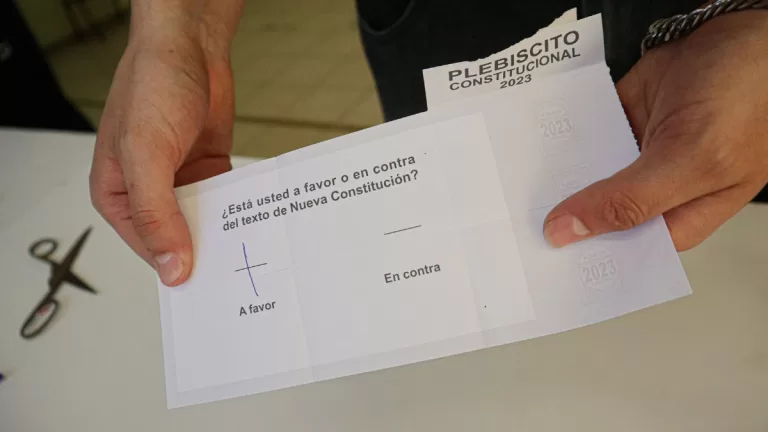 PLEBISCITO
CONSTITUCIONAL
2023
2023
¿Está usted a favor o en contra
del texto de Nueva Constitución?
A favor
En contra
2023